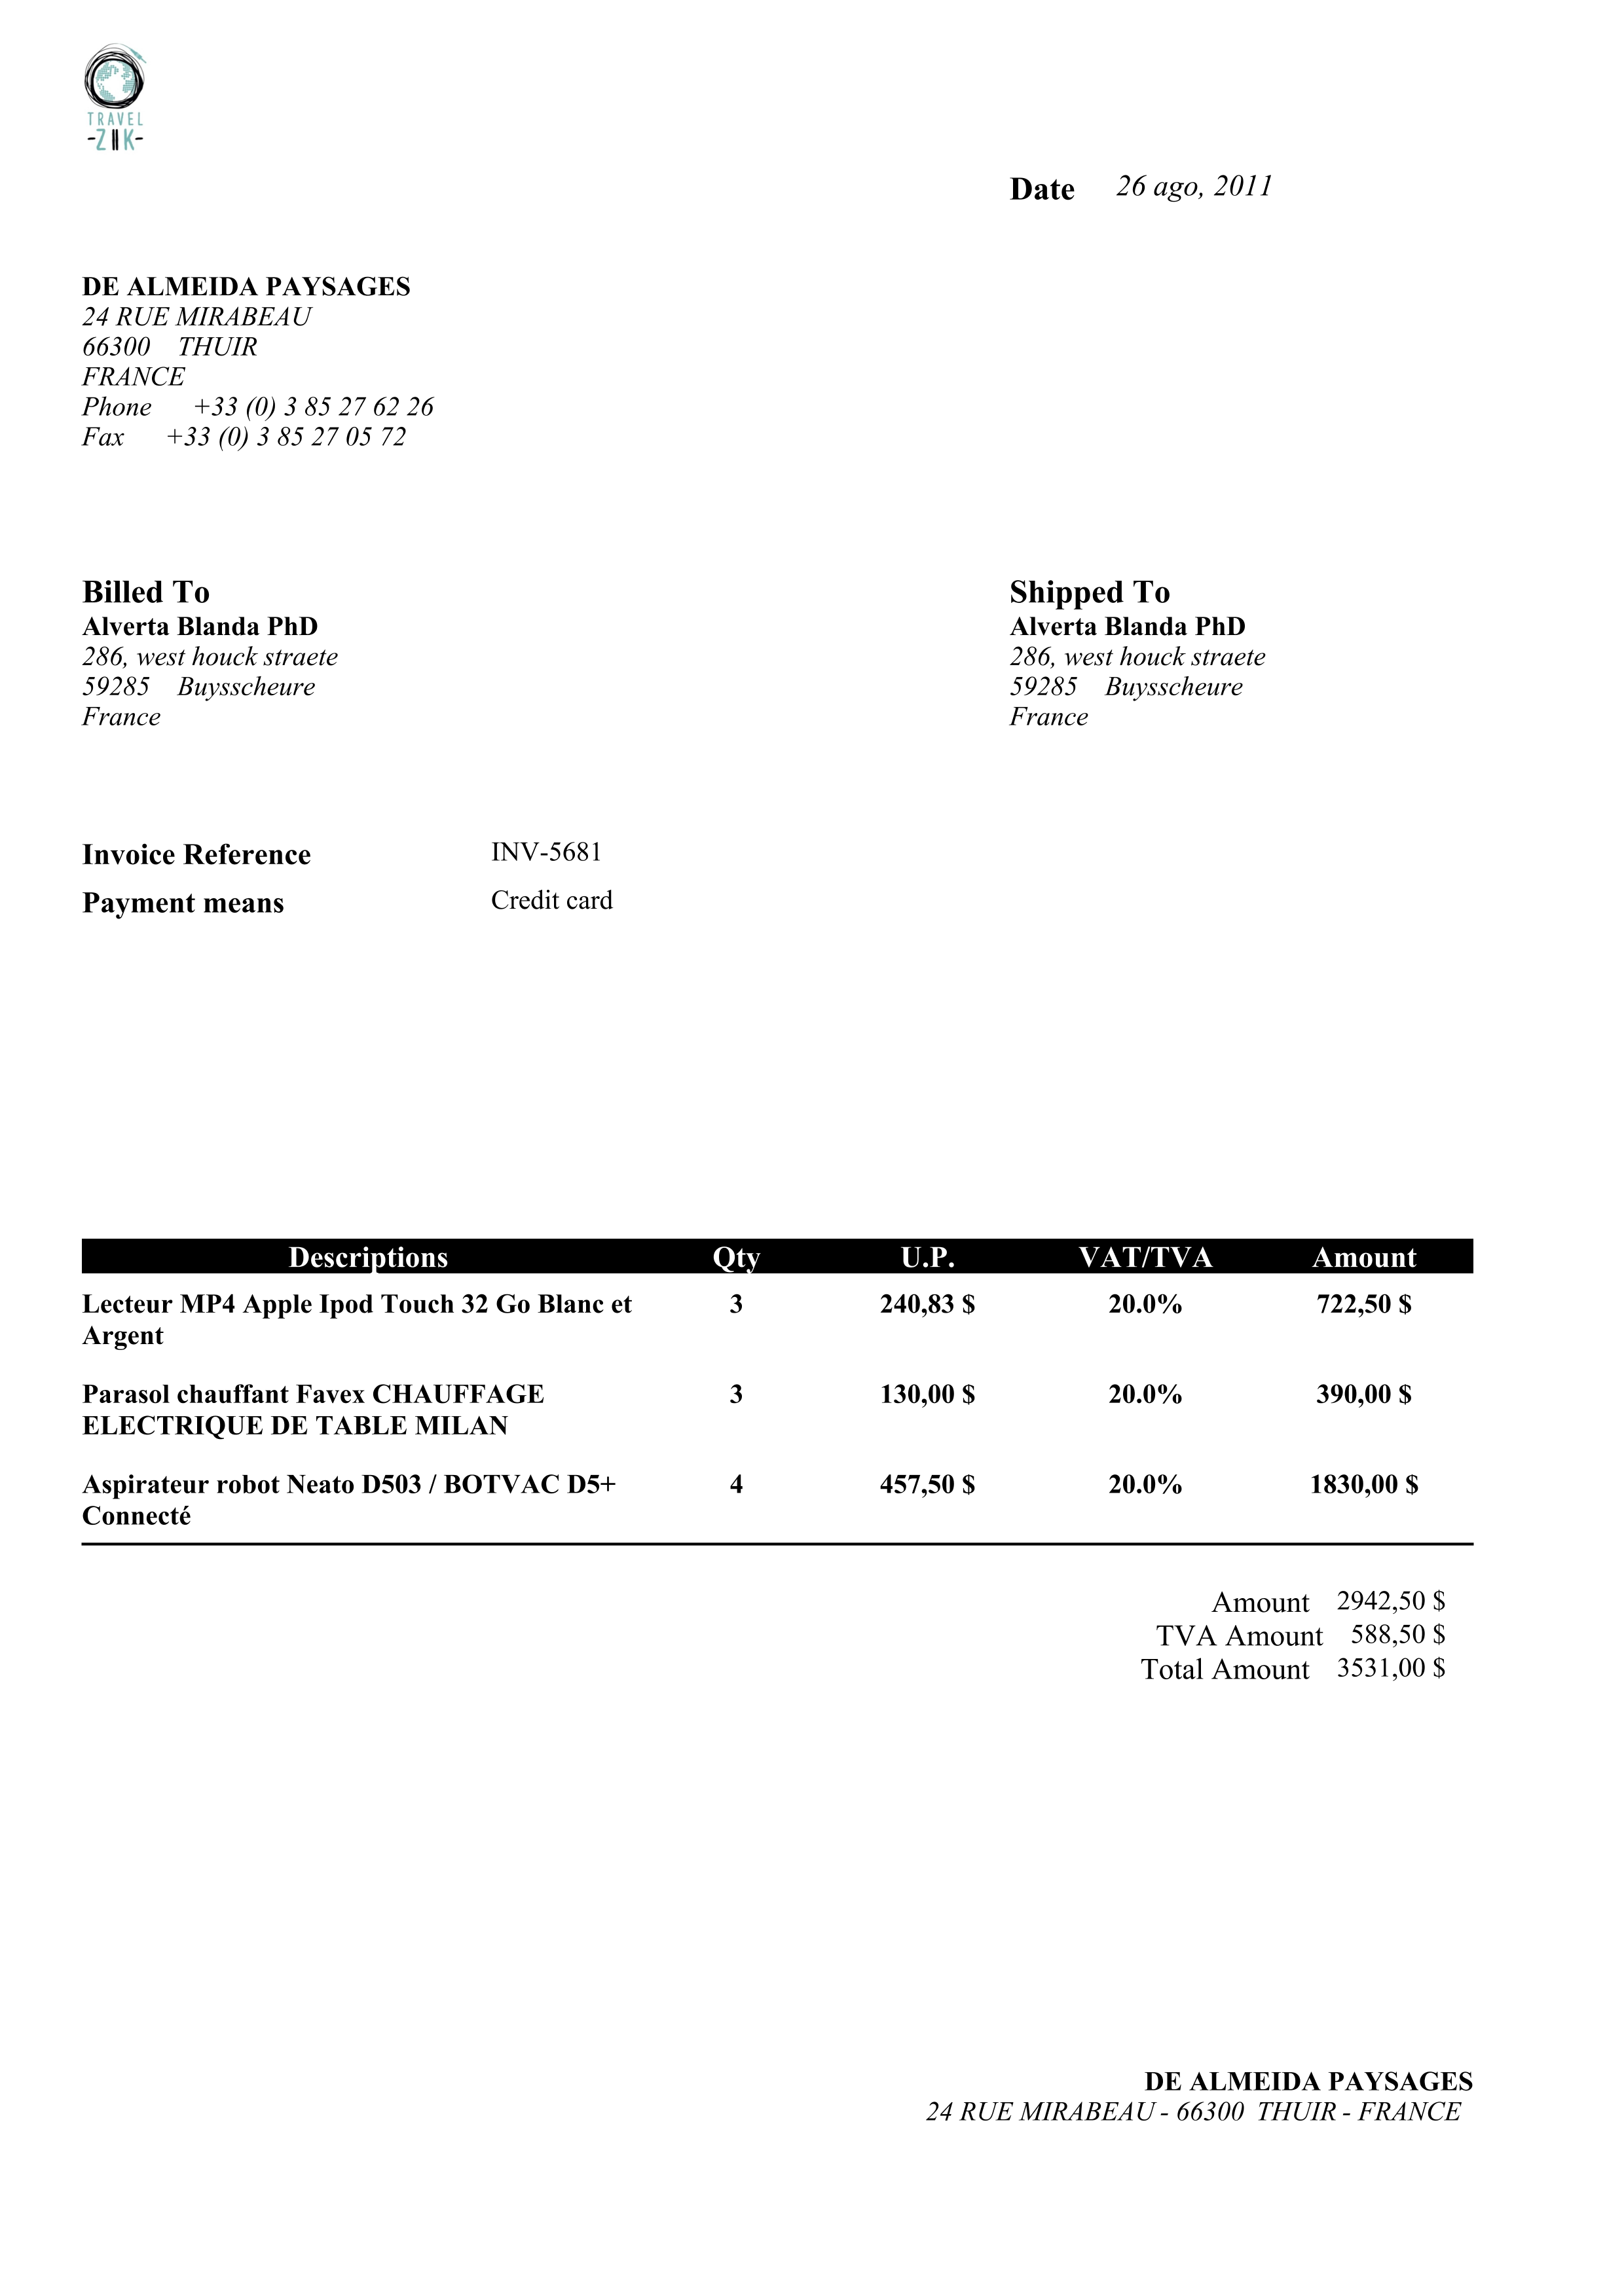 TRAVEL
-ZIIK-
Date 26 ago, 2011
DE ALMEIDA PAYSAGES
24 RUE MIRABEAU
66300 THUIR
FRANCE
Phone +33 (0) 3 85 27 62 26
Fax +33 (0) 3 85 27 05 72
Billed To
Alverta Blanda PhD
286, west houck straete
59285 Buysscheure
France
Shipped To
Alverta Blanda PhD
286, west houck straete
59285 Buysscheure
France
Invoice Reference INV-5681
Payment means Credit card
Descriptions Qty U.P. VAT/TVA Amount
Lecteur MP4 Apple Ipod Touch 32 Go Blanc et 3 240,83 $ 20.0% 722,50 $
Argent
Parasol chauffant Favex CHAUFFAGE 3 130,00 $ 20.0% 390,00 $
ELECTRIQUE DE TABLE MILAN
Aspirateur robot Neato D503 / BOTVAC D5+ 4 457,50 $ 20.0% 1830,00 $
Connecté
Amount 2942,50 $
TVA Amount 588,50 $
Total Amount 3531,00 $
DE ALMEIDA PAYSAGES
24 RUE MIRABEAU - 66300 THUIR - FRANCE